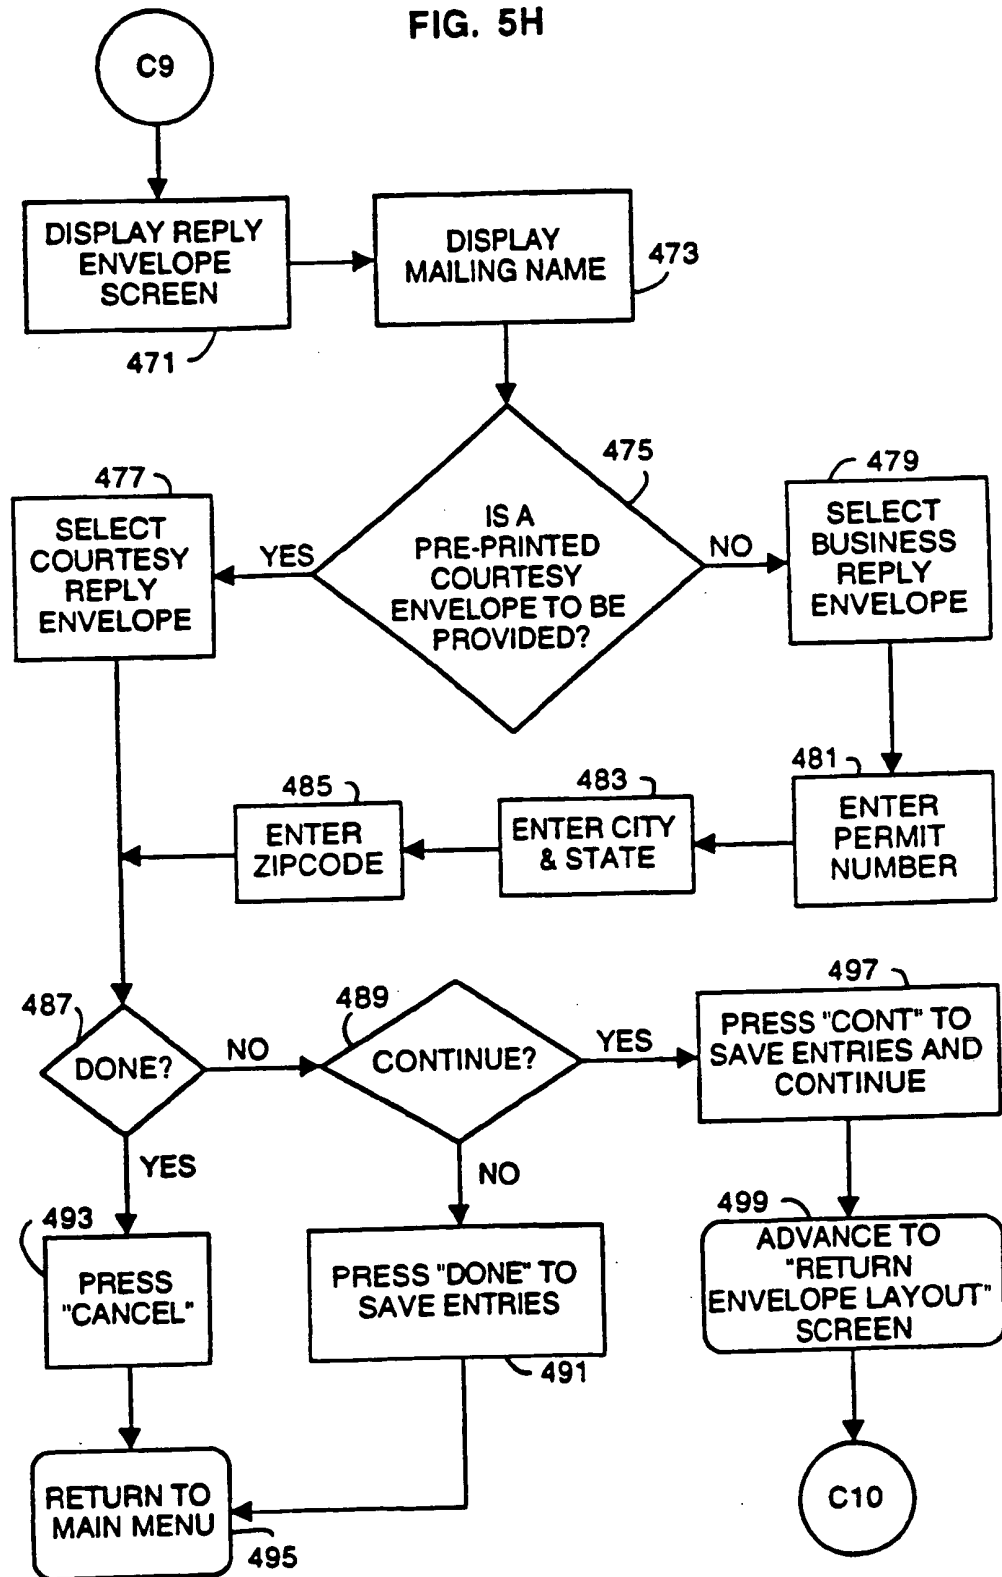 FIG. 5H
C9
DISPLAY REPLY
ENVELOPE
SCREEN
471
DISPLAY
MAILING NAME
473
475
IS A
PRE-PRINTED
COURTESY
ENVELOPE TO BE
PROVIDED?
YES
NO
477
SELECT
COURTESY
REPLY
ENVELOPE
479
SELECT
BUSINESS
REPLY
ENVELOPE
481
ENTER
PERMIT
NUMBER
483
ENTER CITY
& STATE
485
ENTER
ZIPCODE
487
DONE?
NO
YES
489
CONTINUE?
YES
NO
497
PRESS "CONT" TO
SAVE ENTRIES AND
CONTINUE
493
PRESS
"CANCEL"
PRESS "DONE" TO
SAVE ENTRIES
491
499
ADVANCE TO
"RETURN
ENVELOPE LAYOUT"
SCREEN
RETURN TO
MAIN MENU
495
C10